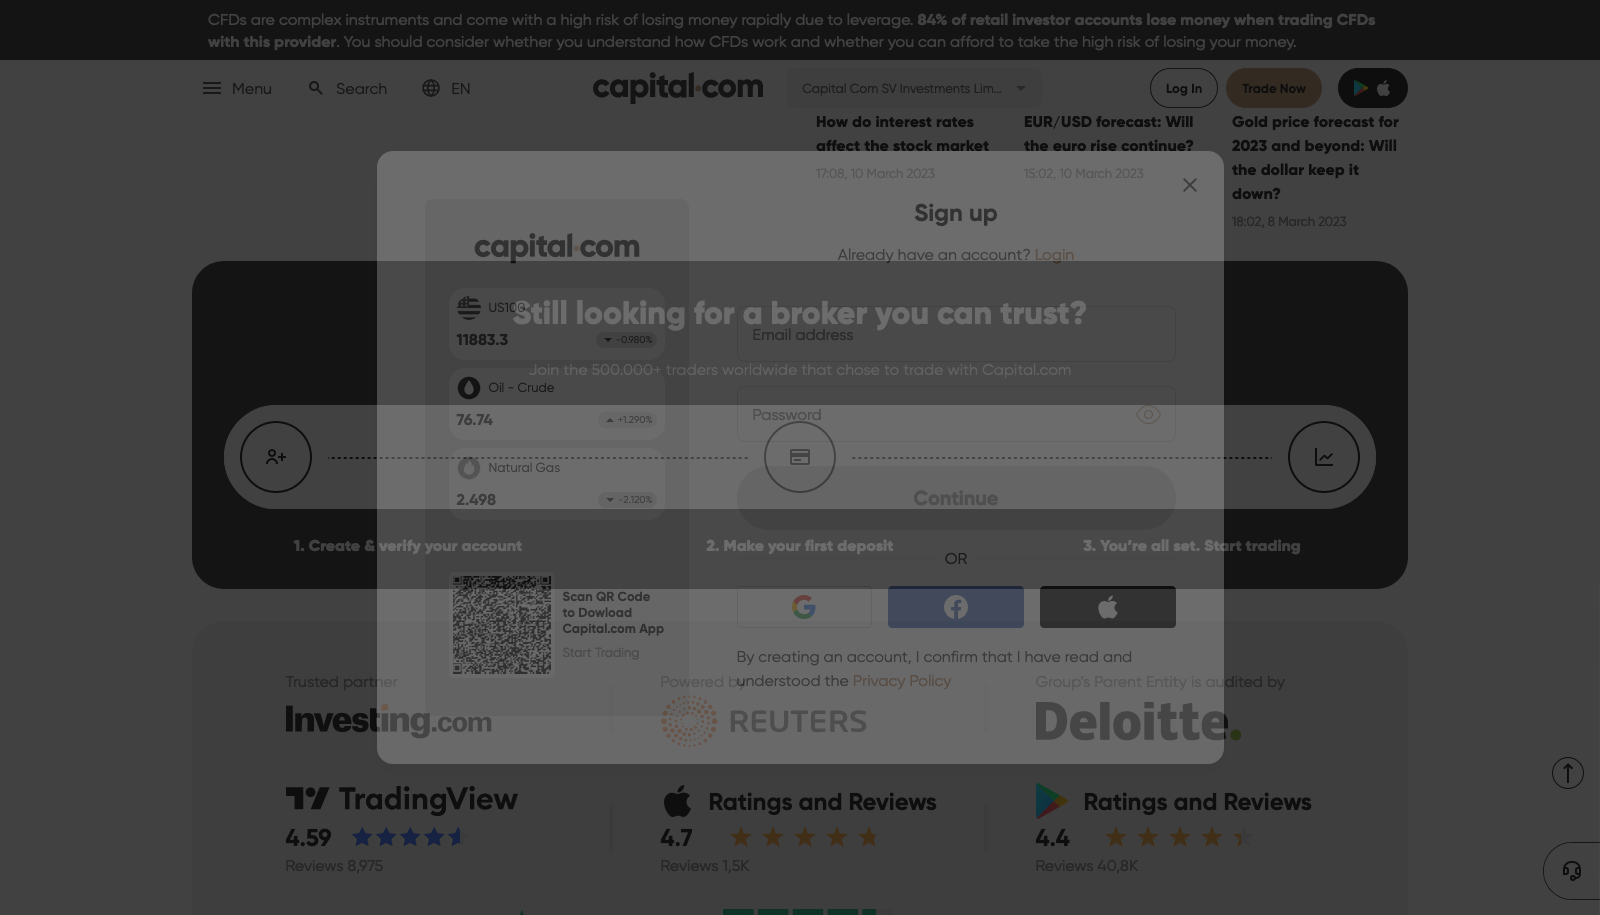 CFDs are complex instruments and come with a high risk of losing money rapidly due to leverage. 84% of retail investor accounts lose money when trading CFDs
with this provider. You should consider whether you understand how CFDs work and whether you can afford to take the high risk of losing your money.
Menu
Search
EN
capital.com
Capital Com SV Investments Lim...
Log In
Trade Now
How do interest rates
affect the stock market
17:08, 10 March 2023
EUR/USD forecast: Will
the euro rise continue?
15:02, 10 March 2023
Gold price forecast for
2023 and beyond: Will
the dollar keep it
down?
18:02, 8 March 2023
capital.com
US100
11883.3
-0.980%
Oil - Crude
76.74
+1.290%
Natural Gas
2.498
-2.120%
Scan QR Code
to Dowload
Capital.com App
Start Trading
Sign up
Already have an account? Login
Email address
Password
Continue
OR
By creating an account, I confirm that I have read and
understood the Privacy Policy
Still looking for a broker you can trust?
Join the 500.000+ traders worldwide that chose to trade with Capital.com
1. Create & verify your account
2. Make your first deposit
3. You're all set. Start trading
Trusted partner
Investing.com
Powered by
REUTERS
Group's Parent Entity is audited by
Deloitte.
TradingView
4.59
Reviews 8,975
Ratings and Reviews
4.7
Reviews 1,5K
Ratings and Reviews
4.4
Reviews 40,8K